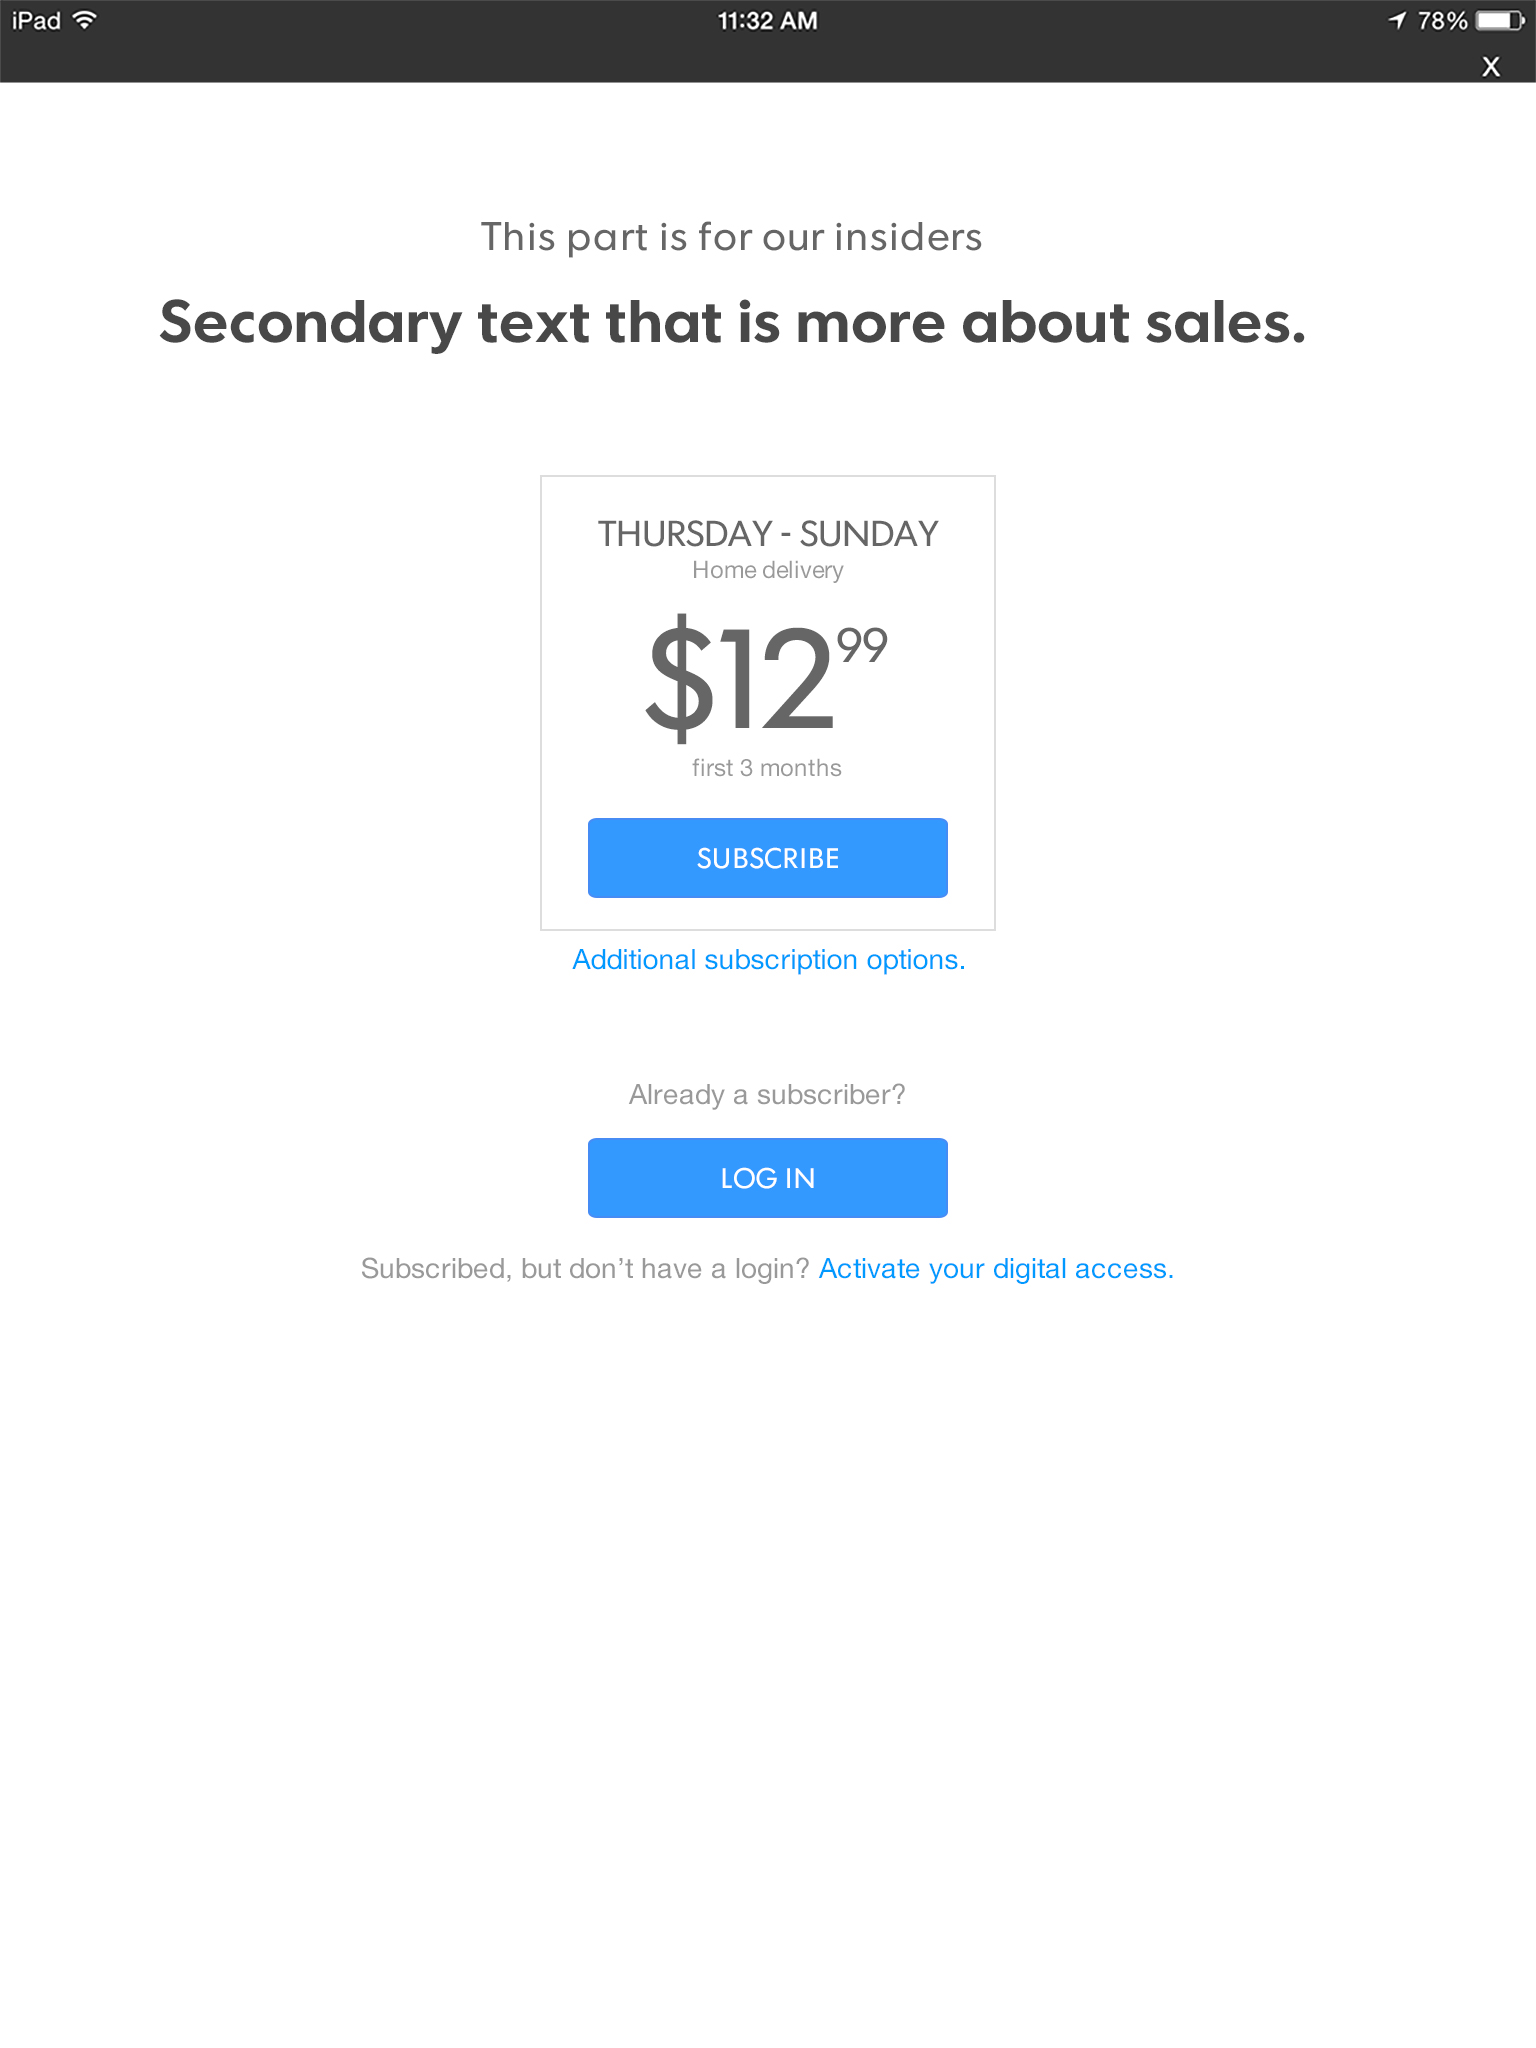 iPad 11:32 AM 78%
X
This part is for our insiders
Secondary text that is more about sales.
THURSDAY - SUNDAY
Home delivery
$12 99
first 3 months
SUBSCRIBE
Additional subscription options.
Already a subscriber?
LOG IN
Subscribed, but don’t have a login? Activate your digital access.